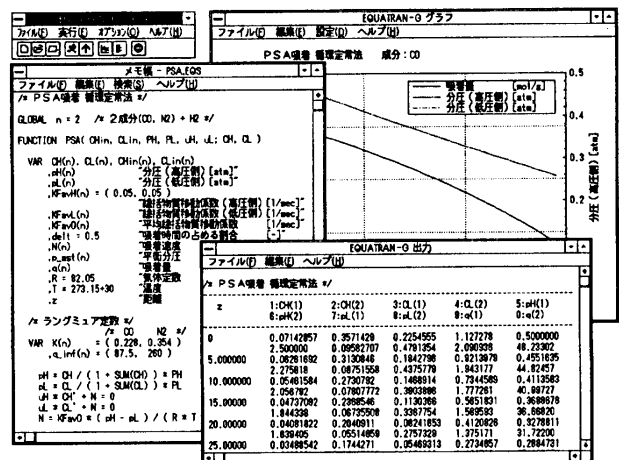 ファイル(F) 実行(E) オプション(O) ヘルプ(H)
EQUATRAN-G グラフ
ファイル(F) 編集(E) 設定(O) ヘルプ(H)
PSA吸着 循環定常法 成分:CO
吸着量 [mol/g]
分圧(高圧側) [atm]
分圧(低圧側) [atm]
0.5
0.4
0.3
0.2
分圧(高圧側) [atm]
メモ帳 - PSA.EQS
ファイル(F) 編集(E) 検索(S) ヘルプ(H)
/* PSA吸着 循環定常法 */
GLOBAL n = 2 /* 2成分(CO, N2) + H2 */
FUNCTION PSA( CHin, CLin, PH, PL, uH, uL; CH, CL )
VAR CH(n), CL(n), CHin(n), CLin(n)
,pH(n) "分圧(高圧側)[atm]"
,pL(n) "分圧(低圧側)[atm]"
,KFavH(n) = ( 0.05, 0.05 )
"総括物質移動係数(高圧側)[1/sec]"
,KFavL(n) "総括物質移動係数(低圧側)[1/sec]"
,KFavO(n) "平均総括物質移動係数 [1/sec]"
,delt = 0.5 "吸着時間の占める割合 [-]"
,N(n) "吸着速度
,p_ast(n) "平衡分圧
,q(n) "吸着量
,R = 82.05 "気体定数
,T = 273.15+30 "温度
,z "距離
/* ラングミュア定数 */
/* CO N2 */
VAR K(n) = ( 0.228, 0.354 )
,q_inf(n) = ( 87.5, 260 )
pH = CH / ( 1 + SUM(CH) ) * PH
pL = CL / ( 1 + SUM(CL) ) * PL
uH * CH' + N = 0
uL * CL' + N = 0
N = KFavO * ( pH - pL ) / ( R * T
EQUATRAN-G 出力
ファイル(F) 編集(E) ヘルプ(H)
/* PSA吸着 循環定常法 */
z 1:CH(1) 2:CH(2) 3:CL(1) 4:CL(2) 5:pH(1)
6:pH(2) 7:pL(1) 8:pL(2) 9:q(1) 0:q(2)
0 0.07142857 0.3571429 0.2254555 1.127278 0.5000000
2.500000 0.09582707 0.4791354 2.090936 48.23302
5.000000 0.06281692 0.3130846 0.1842796 0.9213979 0.4551635
2.275818 0.08751558 0.4375779 1.943177 44.82457
10.000000 0.05461584 0.2730792 0.1468914 0.7344569 0.4113583
2.056792 0.07807772 0.3903886 1.777261 40.99727
15.00000 0.04737092 0.2368546 0.1130366 0.5651831 0.3688676
1.844338 0.06735508 0.3367754 1.589593 36.66820
20.00000 0.04081822 0.2040911 0.08241653 0.4120826 0.3278811
1.639405 0.05514659 0.2757329 1.375171 31.72200
25.00000 0.03488542 0.1744271 0.05469313 0.2734657 0.2884731